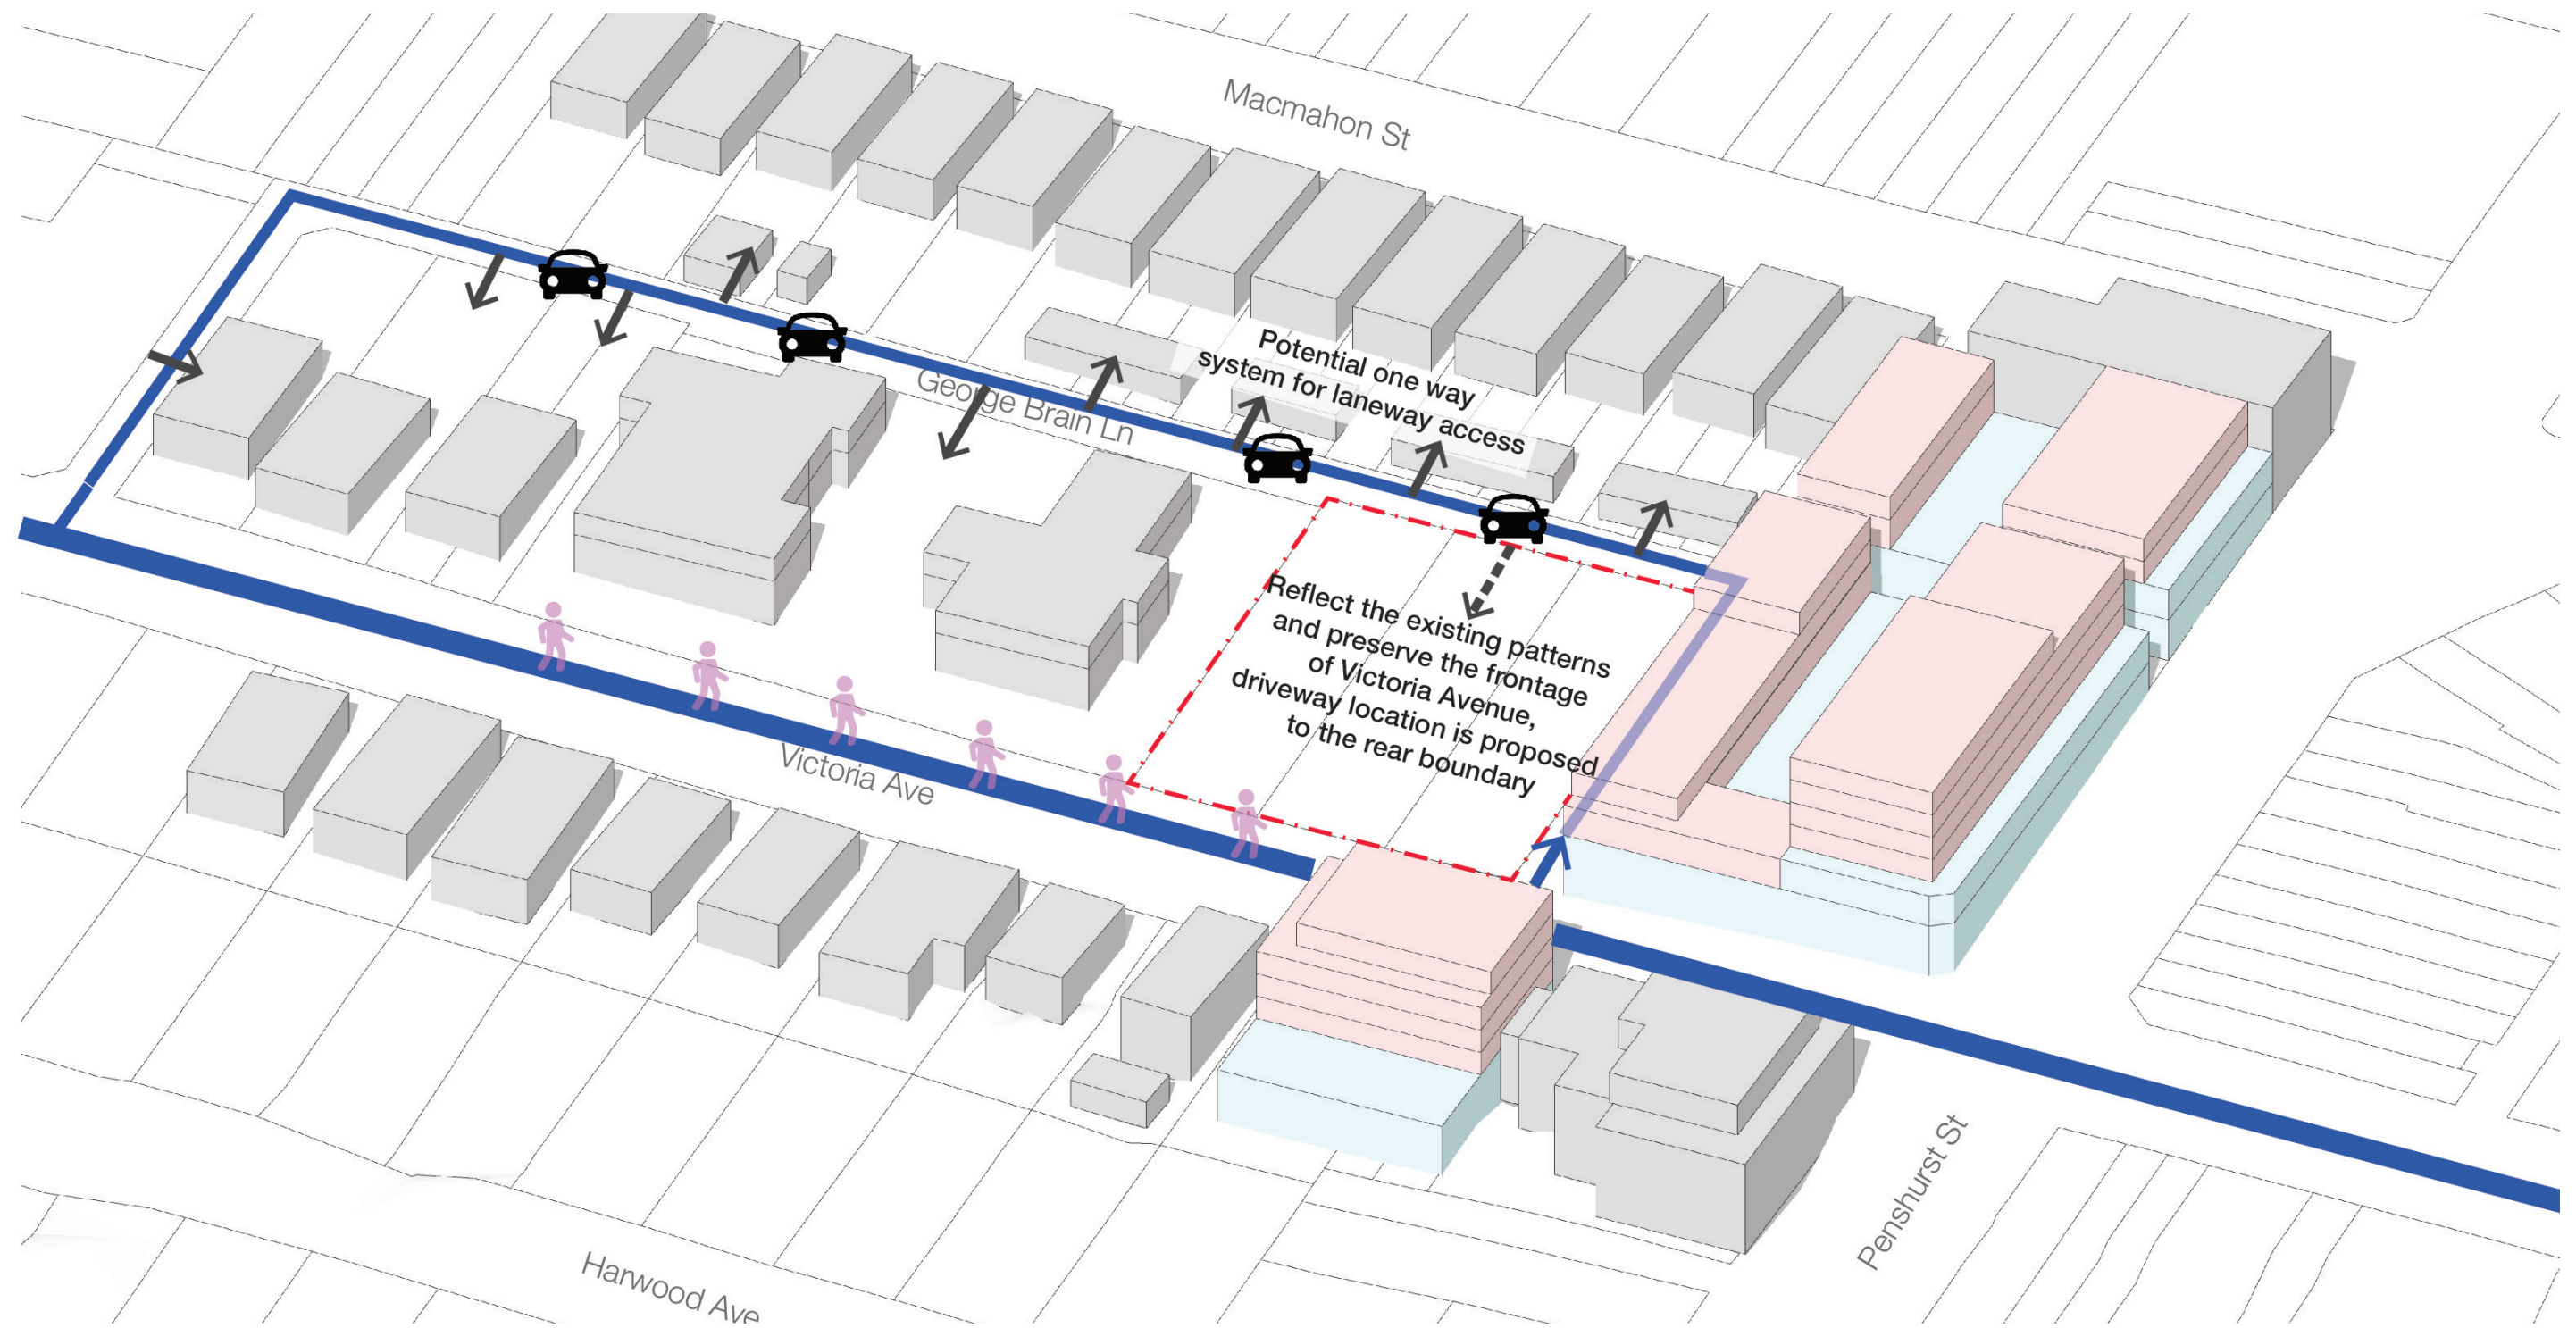 Macmahon St
Potential one way
system for laneway access
George Brain Ln
Reflect the existing patterns
and preserve the frontage
of Victoria Avenue,
driveway location is proposed
to the rear boundary
Victoria Ave
Penshurst St
Harwood Ave